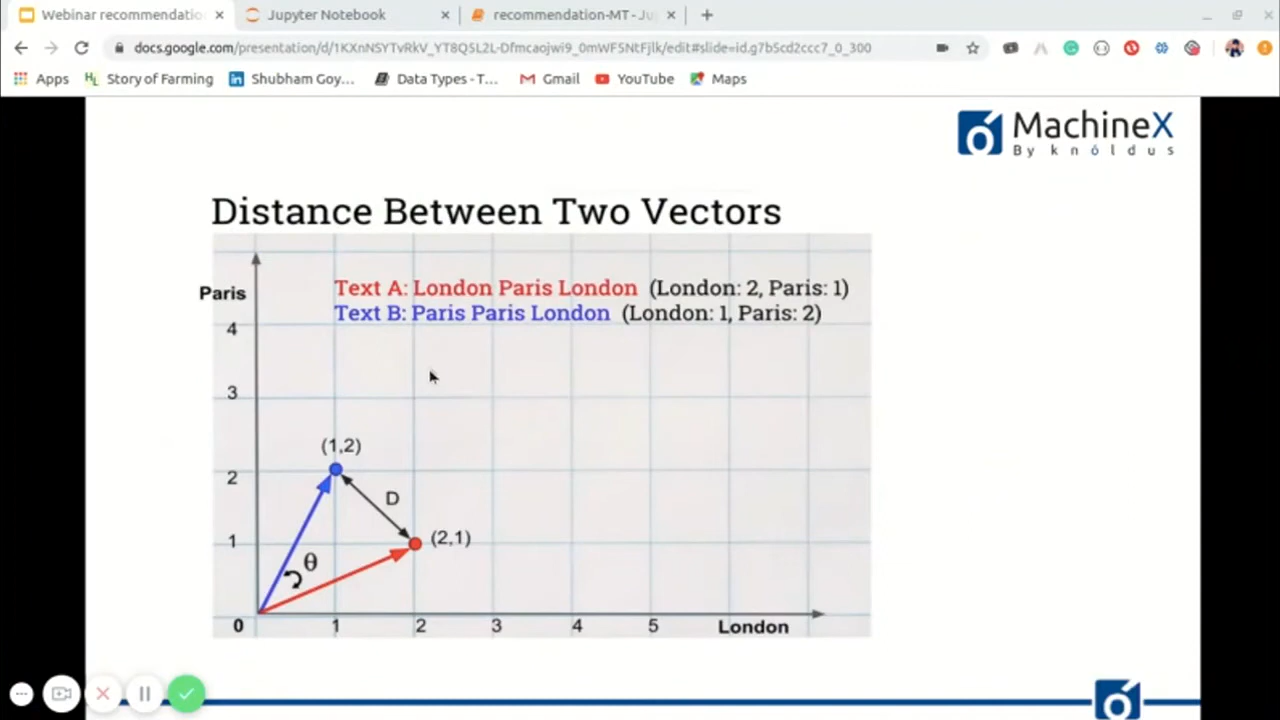 Webinar recommendatio
Jupyter Notebook
recommendation-MT - Ju
docs.google.com/presentation/d/1KXnNSYTvRkV_YT8Q5L2L-Dfmcaojwi9_0mWF5NtFjlk/edit#slide=id.g7b5cd2ccc7_0_300
Apps
Story of Farming
Shubham Goy...
Data Types - T...
Gmail
YouTube
Maps
MachineX
By knóldus
Distance Between Two Vectors
Text A: London Paris London (London: 2, Paris: 1)
Text B: Paris Paris London (London: 1, Paris: 2)
Paris
4
3
(1,2)
2
D
1
(2,1)
θ
0 1 2 3 4 5 London